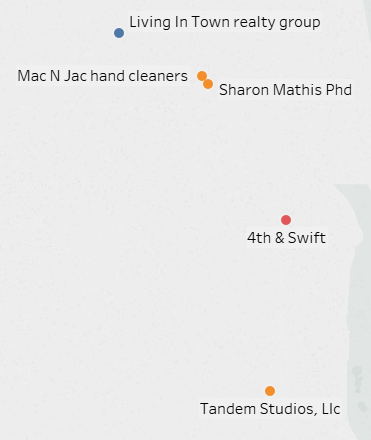 Living In Town realty group
Mac N Jac hand cleaners
Sharon Mathis Phd
4th & Swift
Tandem Studios, Llc